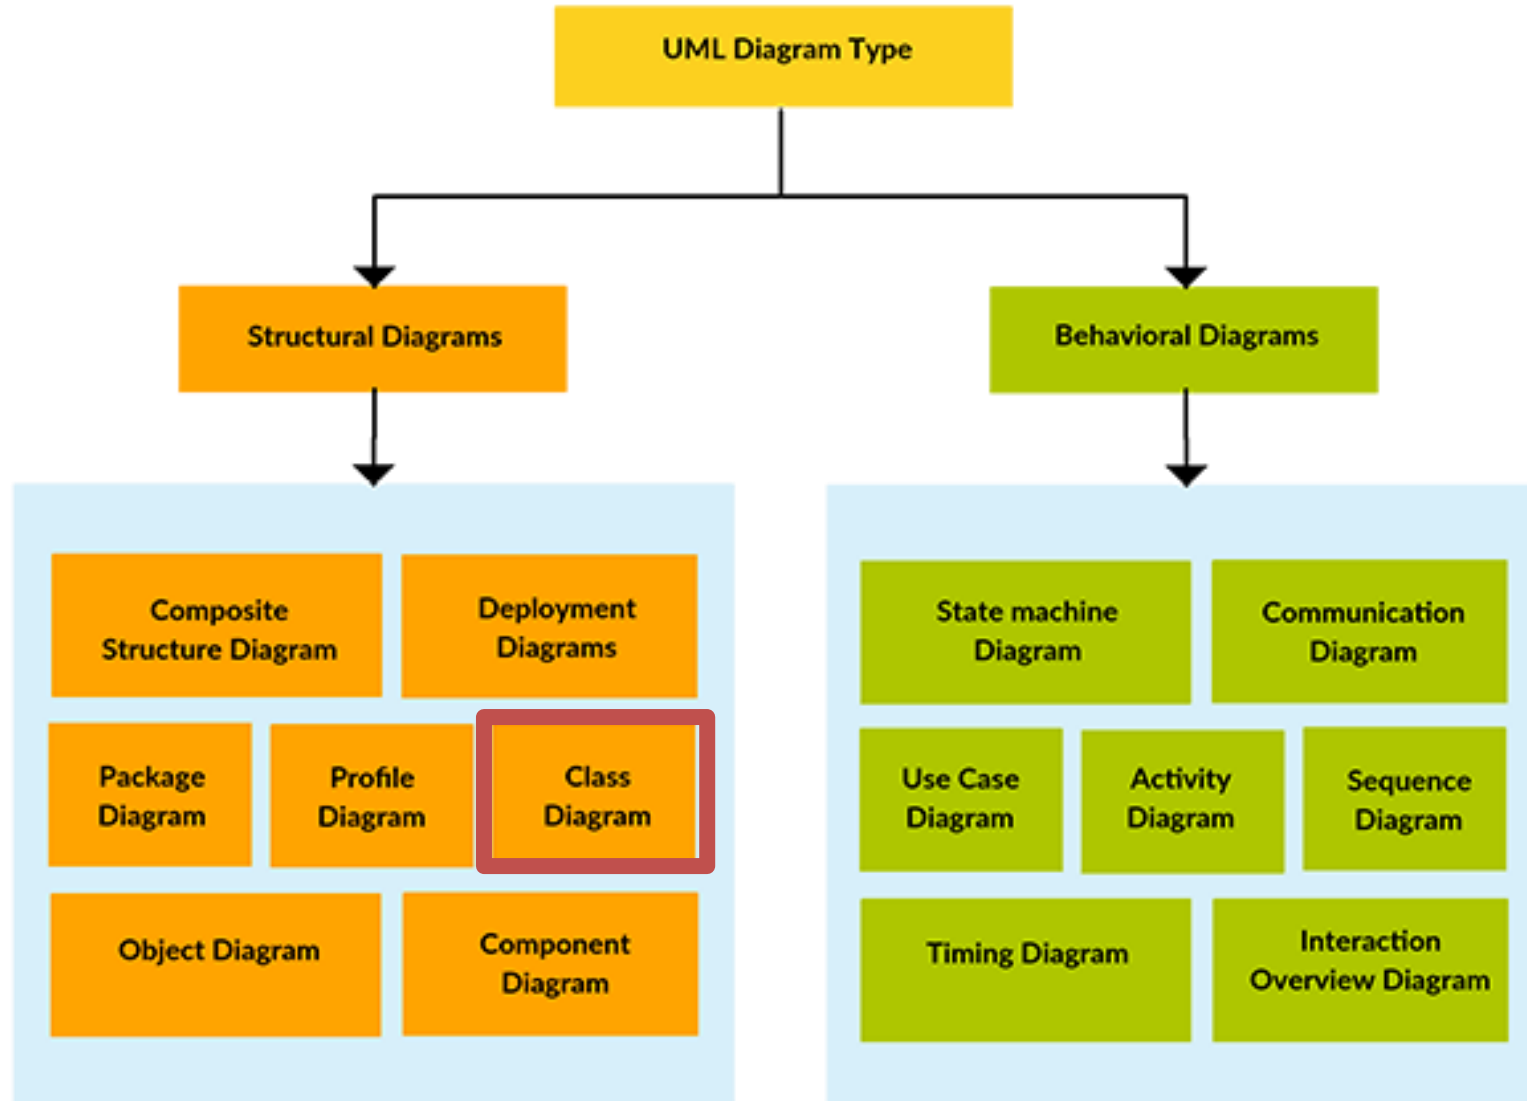 UML Diagram Type
Structural Diagrams
Behavioral Diagrams
Composite
Structure Diagram
Deployment
Diagrams
Package
Diagram
Profile
Diagram
Class
Diagram
Object Diagram
Component
Diagram
State machine
Diagram
Communication
Diagram
Use Case
Diagram
Activity
Diagram
Sequence
Diagram
Timing Diagram
Interaction
Overview Diagram